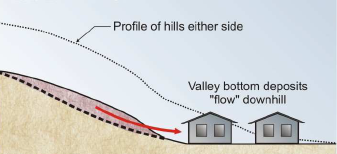 Profile of hills either side
Valley bottom deposits
"flow" downhill